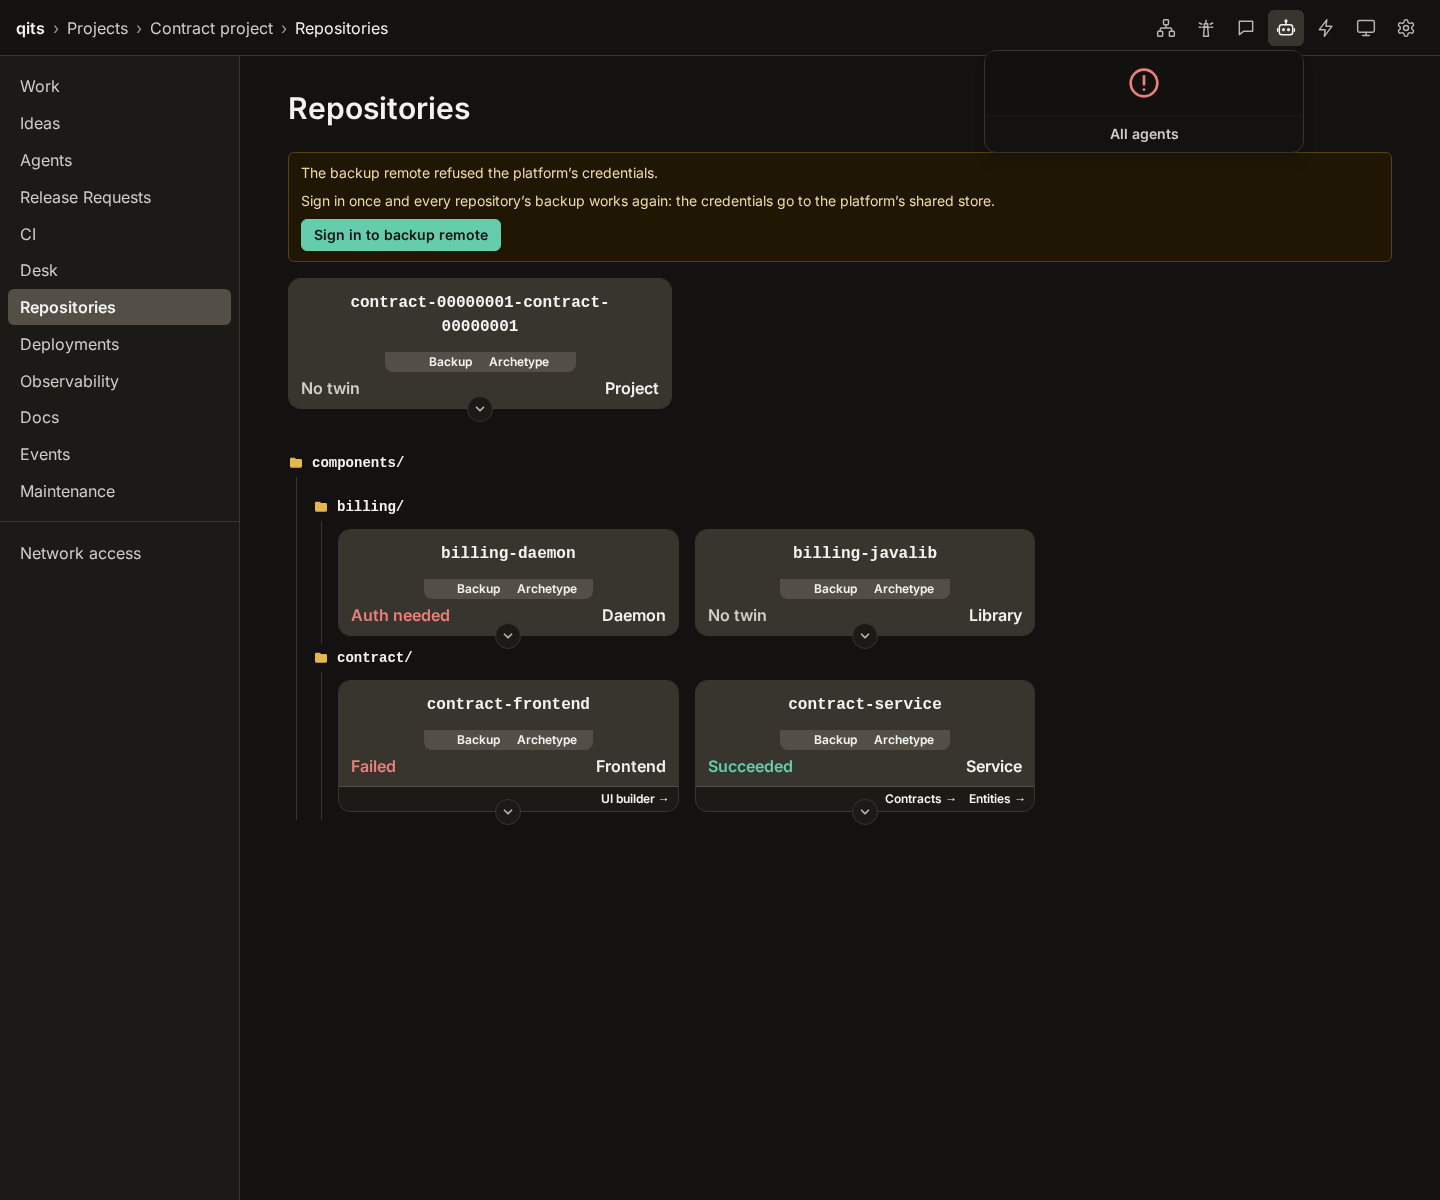 qits › Projects › Contract project › Repositories
All agents
Work
Ideas
Agents
Release Requests
CI
Desk
Repositories
Deployments
Observability
Docs
Events
Maintenance
Network access
Repositories
The backup remote refused the platform’s credentials.
Sign in once and every repository’s backup works again: the credentials go to the platform’s shared store.
Sign in to backup remote
contract-00000001-contract-
00000001
Backup Archetype
No twin Project
components/
billing/
billing-daemon
Backup Archetype
Auth needed Daemon
billing-javalib
Backup Archetype
No twin Library
contract/
contract-frontend
Backup Archetype
Failed Frontend
UI builder →
contract-service
Backup Archetype
Succeeded Service
Contracts → Entities →